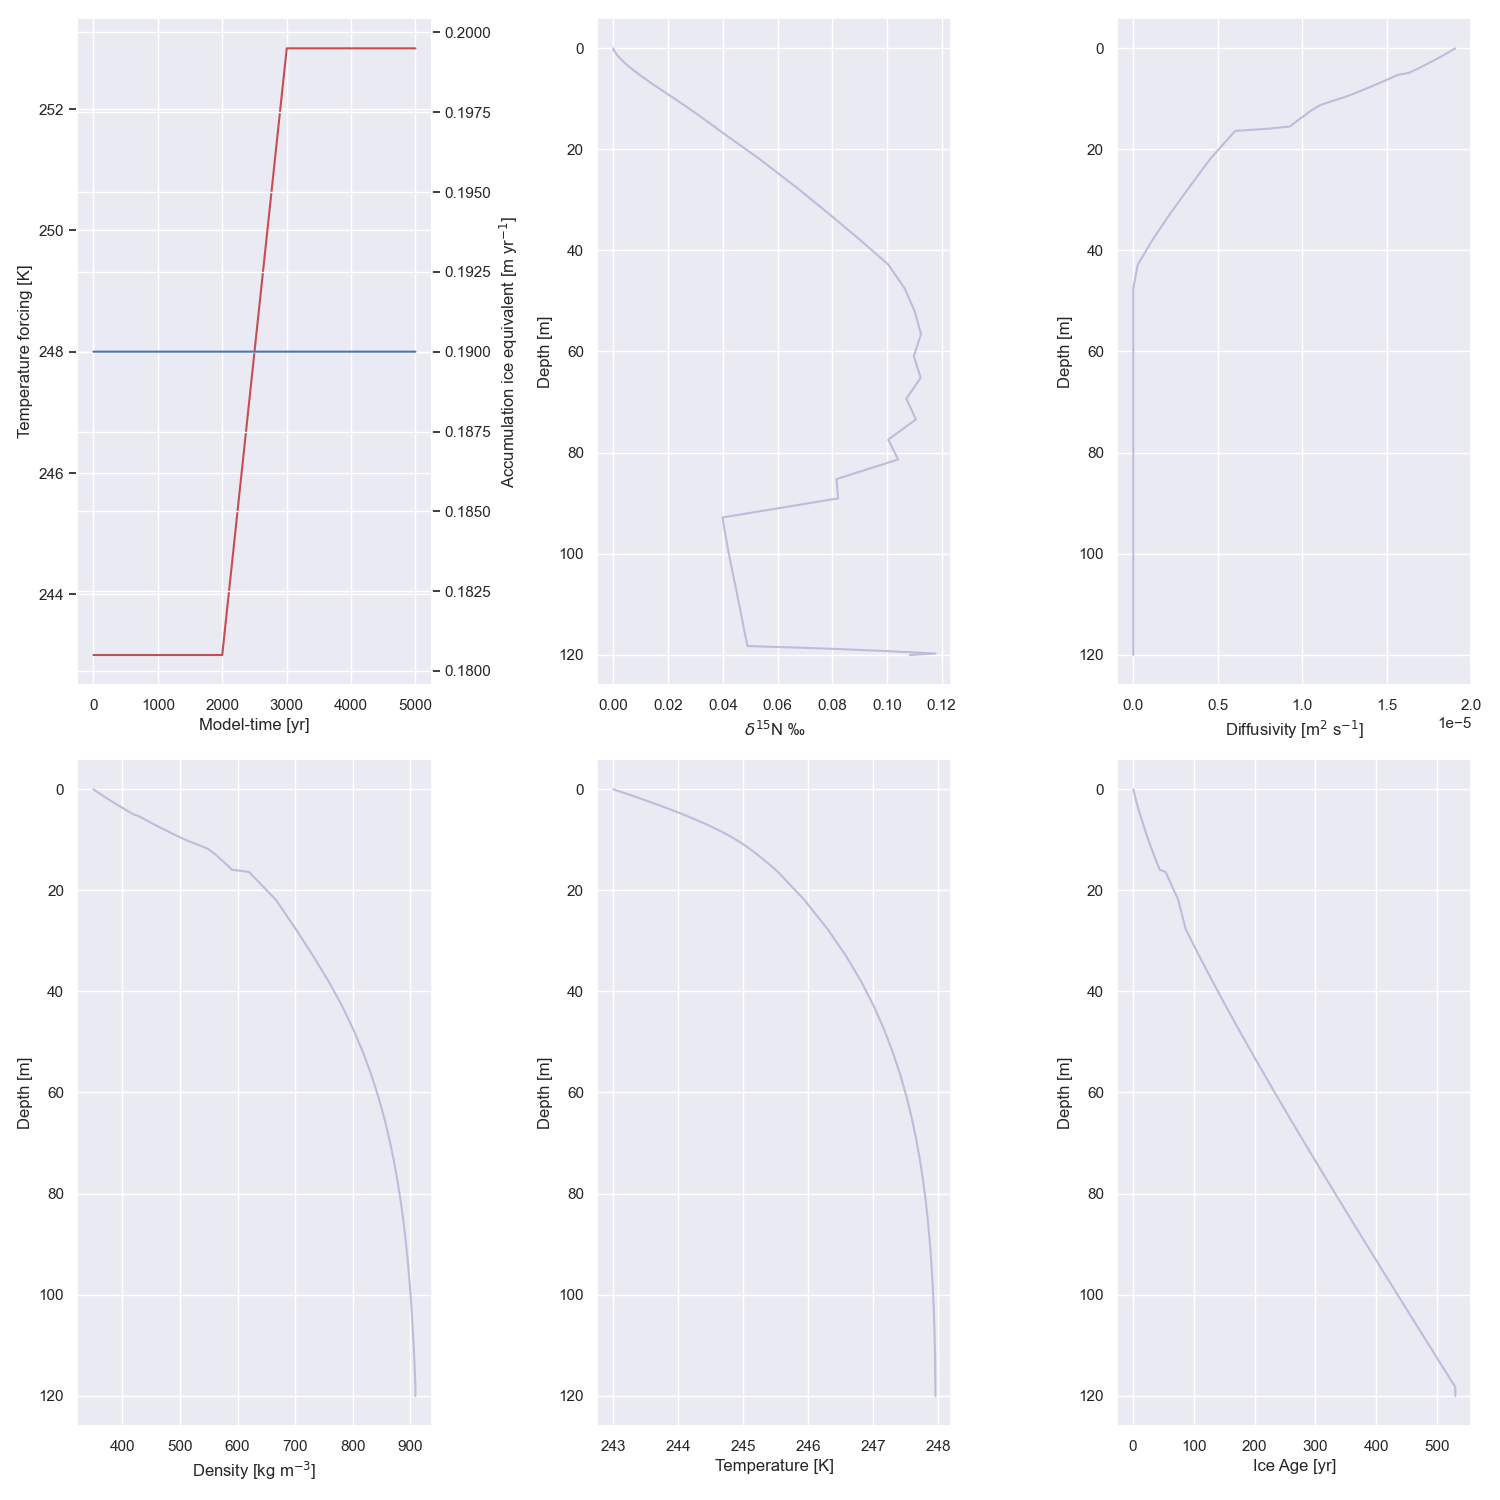 0.2000
252
0.1975
0.1950
250
0.1925
248
0.1900
0.1875
246
0.1850
244
0.1825
0.1800
0 1000 2000 3000 4000 5000
Model-time [yr]
Temperature forcing [K]
Accumulation ice equivalent [m yr⁻¹]
0
20
40
60
80
100
120
0.00 0.02 0.04 0.06 0.08 0.10 0.12
δ¹⁵N ‰
Depth [m]
0
20
40
60
80
100
120
0.0 0.5 1.0 1.5 2.0
1e−5
Diffusivity [m² s⁻¹]
Depth [m]
0
20
40
60
80
100
120
400 500 600 700 800 900
Density [kg m⁻³]
Depth [m]
0
20
40
60
80
100
120
243 244 245 246 247 248
Temperature [K]
Depth [m]
0
20
40
60
80
100
120
0 100 200 300 400 500
Ice Age [yr]
Depth [m]